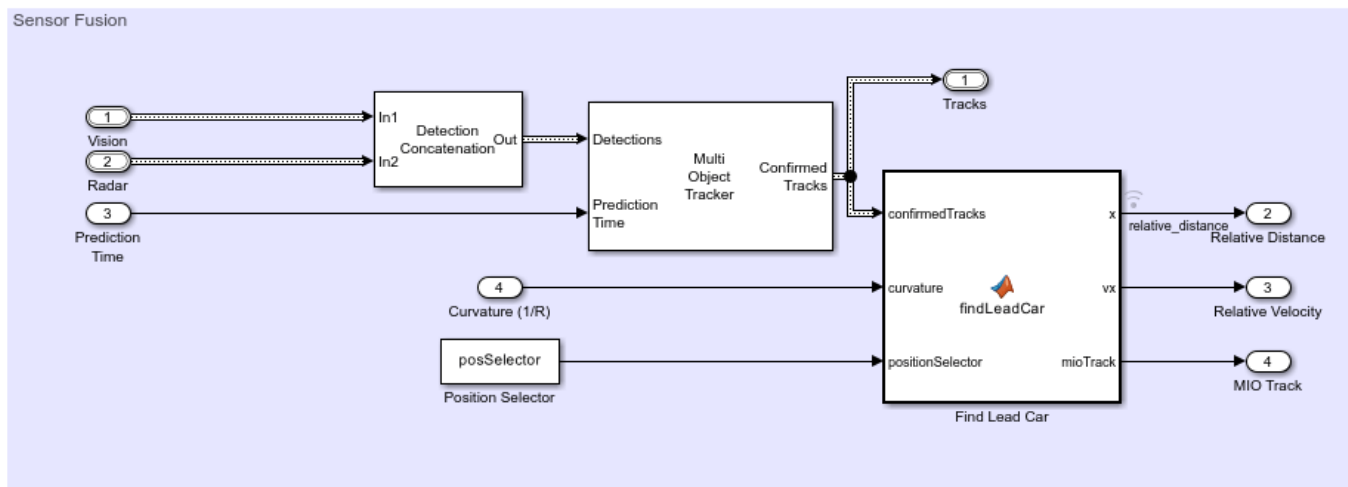 Sensor Fusion
1
Vision
2
Radar
3
Prediction
Time
In1
In2
Detection
Concatenation
Out
Detections
Prediction
Time
Multi
Object
Tracker
Confirmed
Tracks
1
Tracks
4
Curvature (1/R)
posSelector
Position Selector
confirmedTracks
curvature
positionSelector
findLeadCar
x
vx
mioTrack
Find Lead Car
relative_distance
2
Relative Distance
3
Relative Velocity
4
MIO Track